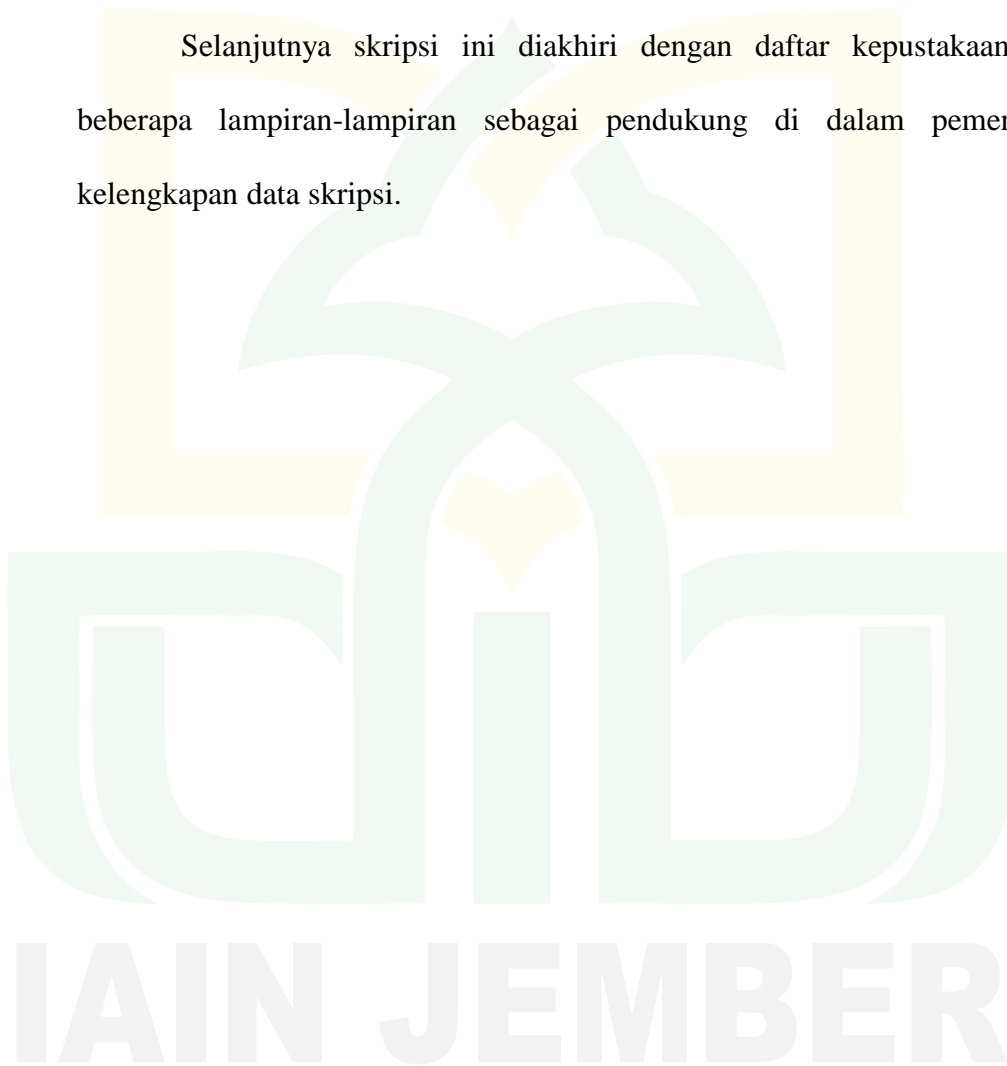 Selanjutnya skripsi ini diakhiri dengan daftar kepustakaan
beberapa lampiran-lampiran sebagai pendukung di dalam
kelengkapan data skripsi.
IAIN JEMBER